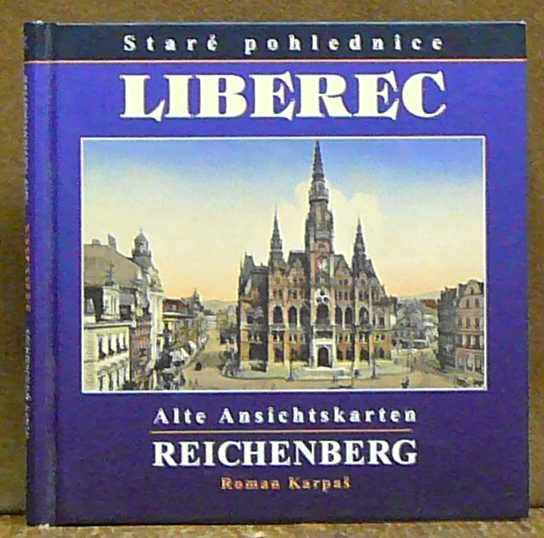 Staré pohlednice
LIBEREC
Alte Ansichtskarten
REICHENBERG
Roman Karpaš